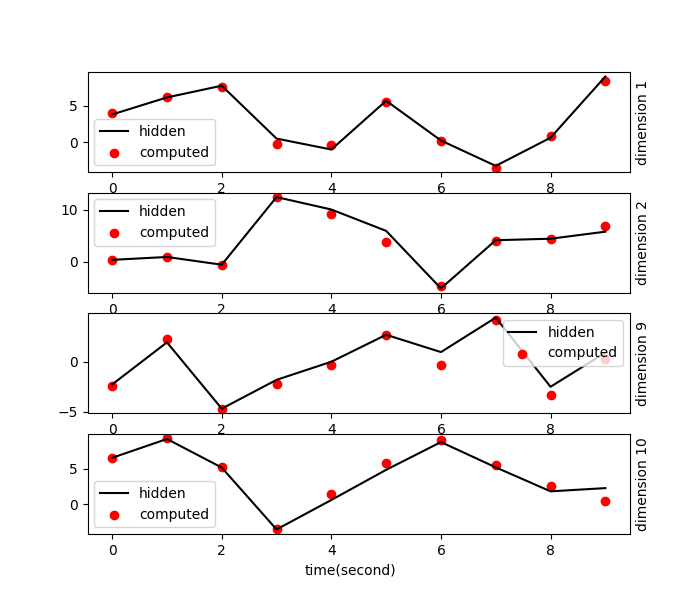 5
0
hidden
computed
dimension 1
0 2 4 6 8
10
0
hidden
computed
dimension 2
0 2 4 6 8
0
−5
hidden
computed
dimension 9
0 2 4 6 8
5
0
hidden
computed
dimension 10
0 2 4 6 8
time(second)